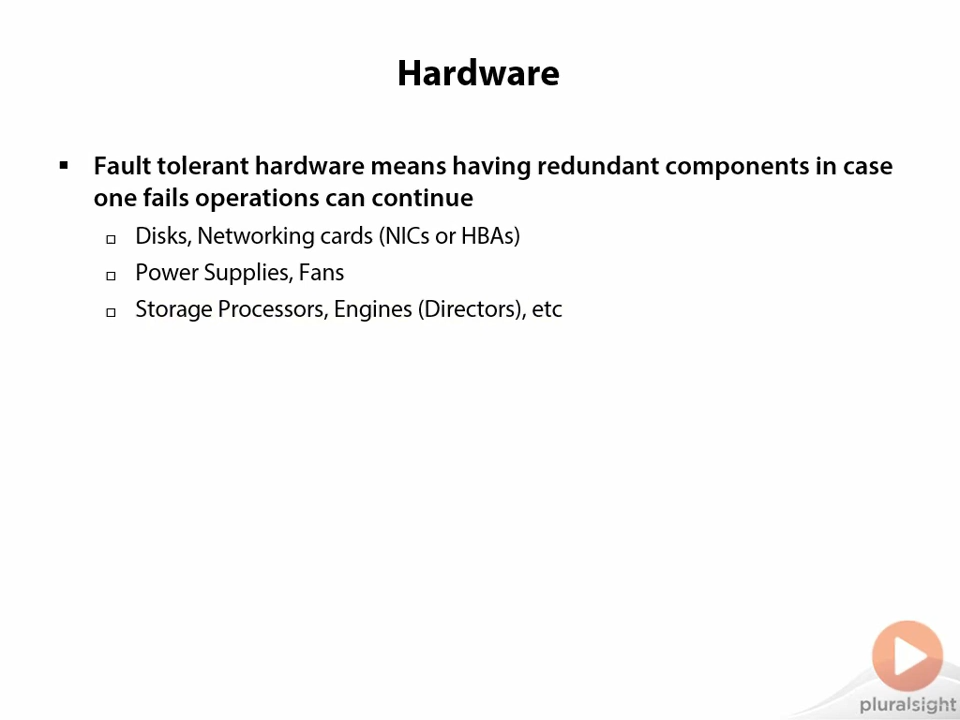 Hardware
▪ Fault tolerant hardware means having redundant components in case
one fails operations can continue
▫ Disks, Networking cards (NICs or HBAs)
▫ Power Supplies, Fans
▫ Storage Processors, Engines (Directors), etc
pluralsight